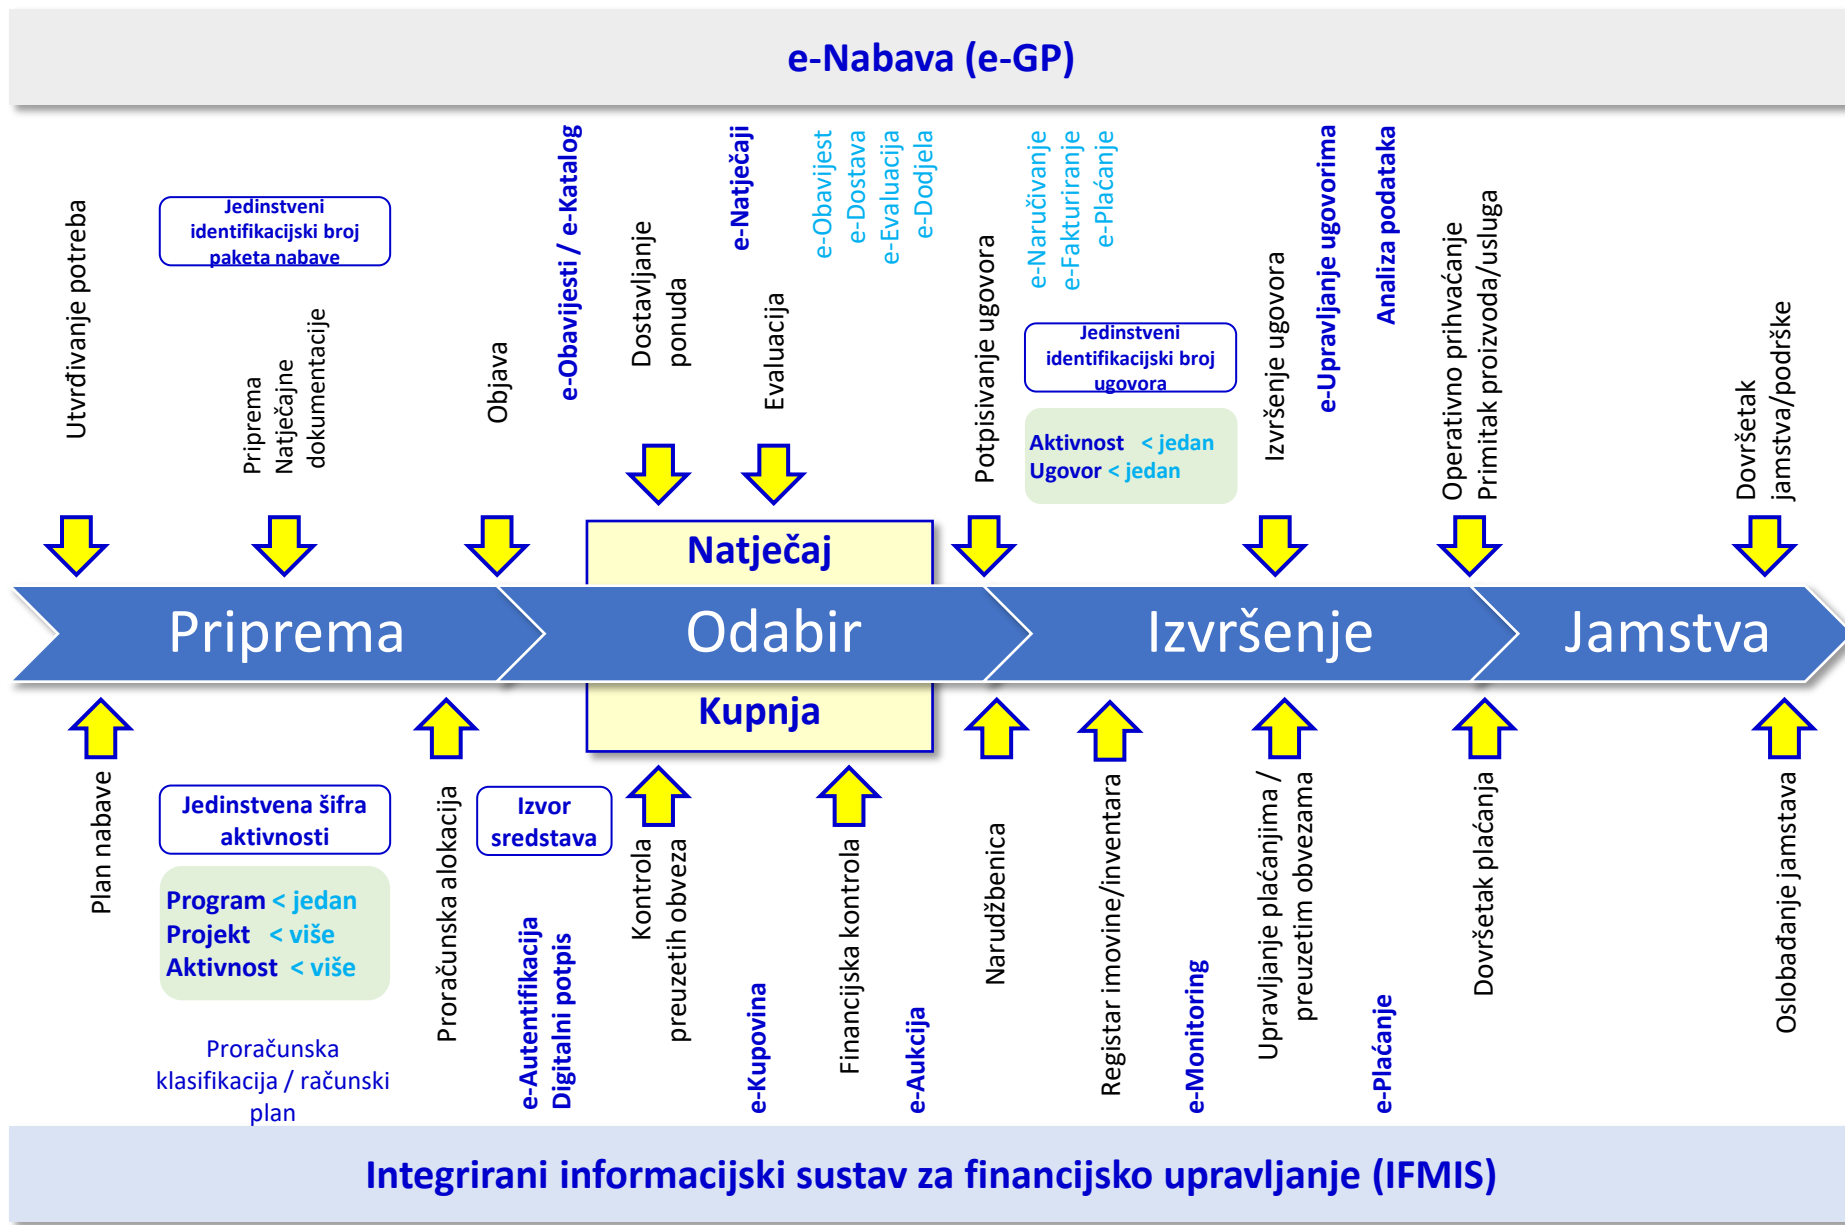 e-Nabava (e-GP)
Utvrđivanje potreba
Jedinstveni
identifikacijski broj
paketa nabave
Priprema
Natječajne
dokumentacije
Objava
e-Obavijesti / e-Katalog
Dostavljanje
ponuda
e-Natječaji
Evaluacija
e-Obavijest
e-Dostava
e-Evaluacija
e-Dodjela
Potpisivanje ugovora
e-Naručivanje
e-Fakturiranje
e-Plaćanje
Jedinstveni
identifikacijski broj
ugovora
Aktivnost < jedan
Ugovor < jedan
Izvršenje ugovora
e-Upravljanje ugovorima
Analiza podataka
Operativno prihvaćanje
Primitak proizvoda/usluga
Dovršetak
jamstva/podrške
Natječaj
Priprema
Odabir
Izvršenje
Jamstva
Kupnja
Plan nabave
Jedinstvena šifra
aktivnosti
Program < jedan
Projekt < više
Aktivnost < više
Proračunska
klasifikacija / računski
plan
Proračunska alokacija
Izvor
sredstava
e-Autentifikacija
Digitalni potpis
Kontrola
preuzetih obveza
e-Kupovina
Financijska kontrola
e-Aukcija
Narudžbenica
Registar imovine/inventara
e-Monitoring
Upravljanje plaćanjima /
preuzetim obvezama
e-Plaćanje
Dovršetak plaćanja
Oslobađanje jamstava
Integrirani informacijski sustav za financijsko upravljanje (IFMIS)